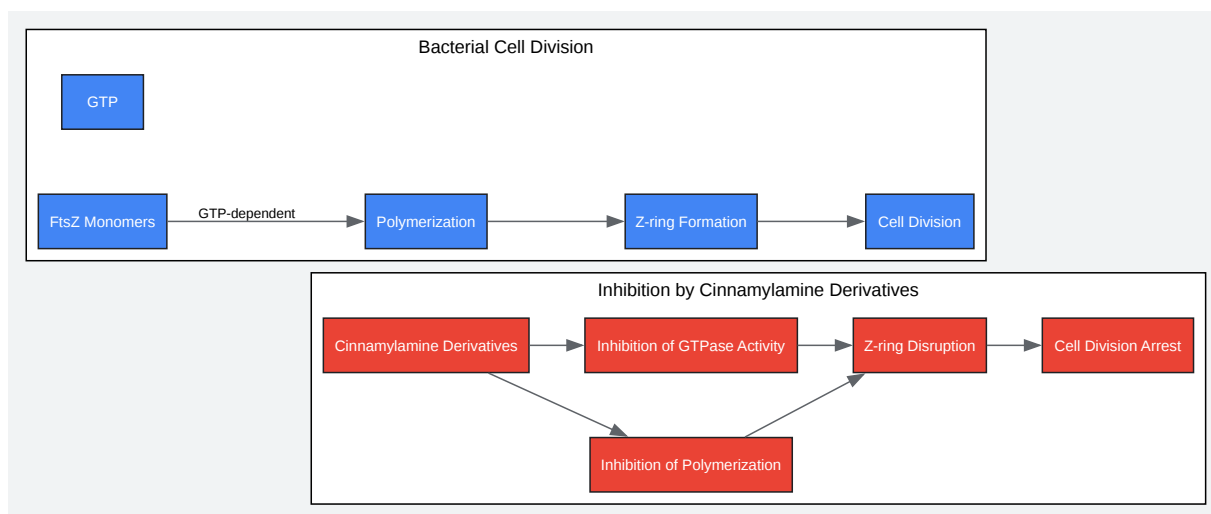 Bacterial Cell Division
GTP
FtsZ Monomers
GTP-dependent
Polymerization
Z-ring Formation
Cell Division
Inhibition by Cinnamylamine Derivatives
Cinnamylamine Derivatives
Inhibition of GTPase Activity
Z-ring Disruption
Cell Division Arrest
Inhibition of Polymerization